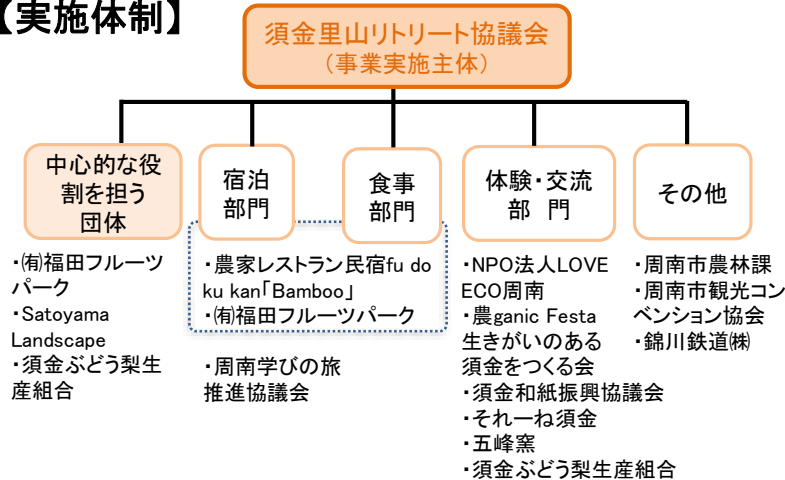 【実施体制】
須金里山リトリート協議会
（事業実施主体）
中心的な役
割を担う
団体
宿泊
部門
食事
部門
体験・交流
部　門
その他
・㈲福田フルーツ
パーク
・Satoyama
Landscape
・須金ぶどう梨生
産組合
・農家レストラン民宿fu do
ku kan「Bamboo」
・㈲福田フルーツパーク
・周南学びの旅
推進協議会
・NPO法人LOVE
ECO周南
・農ganic Festa
生きがいのある
須金をつくる会
・須金和紙振興協議会
・それーね須金
・五峰窯
・須金ぶどう梨生産組合
・周南市農林課
・周南市観光コン
ベンション協会
・錦川鉄道㈱